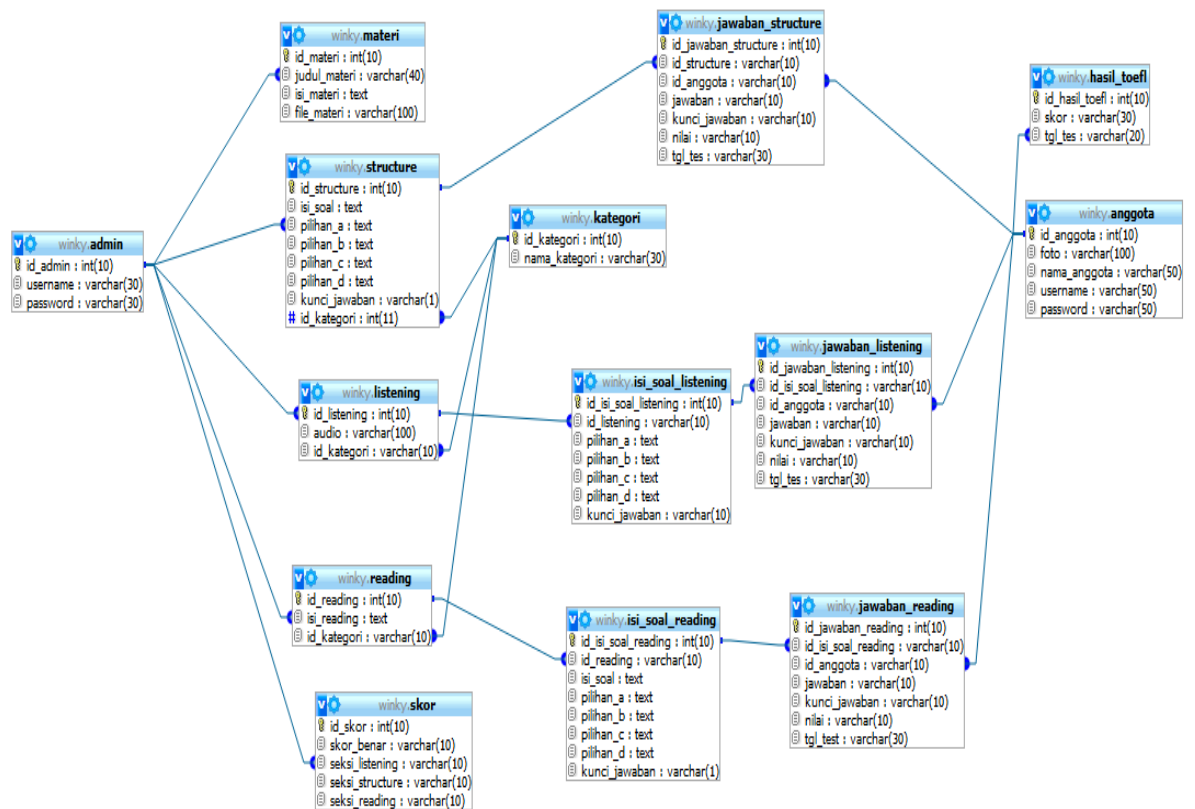 winky.materi
id_materi : int(10)
judul_materi : varchar(40)
isi_materi : text
file_materi : varchar(100)
winky.jawaban_structure
id_jawaban_structure : int(10)
id_structure : varchar(10)
id_anggota : varchar(10)
jawaban : varchar(10)
kunci_jawaban : varchar(10)
nilai : varchar(10)
tgl_tes : varchar(30)
winky.hasil_toefl
id_hasil_toefl : int(10)
skor : varchar(30)
tgl_tes : varchar(20)
winky.structure
id_structure : int(10)
isi_soal : text
pilihan_a : text
pilihan_b : text
pilihan_c : text
pilihan_d : text
kunci_jawaban : varchar(1)
# id_kategori : int(11)
winky.kategori
id_kategori : int(10)
nama_kategori : varchar(30)
winky.anggota
id_anggota : int(10)
foto : varchar(100)
nama_anggota : varchar(50)
username : varchar(50)
password : varchar(50)
winky.admin
id_admin : int(10)
username : varchar(30)
password : varchar(30)
winky.listening
id_listening : int(10)
audio : varchar(100)
id_kategori : varchar(10)
winky.isi_soal_listening
id_isi_soal_listening : int(10)
id_listening : varchar(10)
pilihan_a : text
pilihan_b : text
pilihan_c : text
pilihan_d : text
kunci_jawaban : varchar(10)
winky.jawaban_listening
id_jawaban_listening : int(10)
id_isi_soal_listening : varchar(10)
id_anggota : varchar(10)
jawaban : varchar(10)
kunci_jawaban : varchar(10)
nilai : varchar(10)
tgl_tes : varchar(30)
winky.reading
id_reading : int(10)
isi_reading : text
id_kategori : varchar(10)
winky.isi_soal_reading
id_isi_soal_reading : int(10)
id_reading : varchar(10)
isi_soal : text
pilihan_a : text
pilihan_b : text
pilihan_c : text
pilihan_d : text
kunci_jawaban : varchar(1)
winky.jawaban_reading
id_jawaban_reading : int(10)
id_isi_soal_reading : varchar(10)
id_anggota : varchar(10)
jawaban : varchar(10)
kunci_jawaban : varchar(10)
nilai : varchar(10)
tgl_test : varchar(30)
winky.skor
id_skor : int(10)
skor_benar : varchar(10)
seksi_listening : varchar(10)
seksi_structure : varchar(10)
seksi_reading : varchar(10)